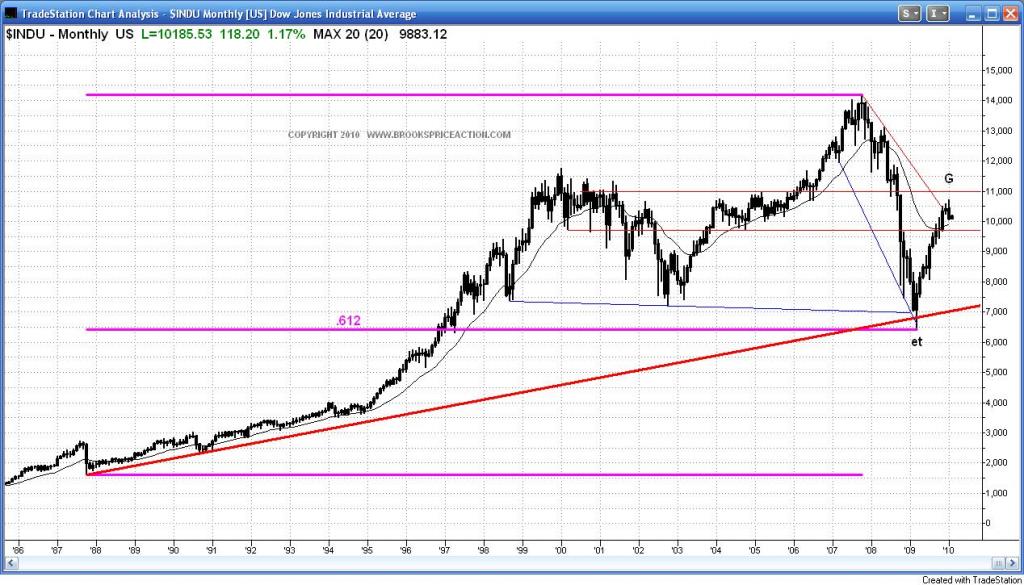 TradeStation Chart Analysis - $INDU Monthly [US] Dow Jones Industrial Average
S
I
$INDU - Monthly US L=10185.53 118.20 1.17% MAX 20 (20) 9883.12
15,000
14,000
COPYRIGHT 2010 WWW.BROOKSPRICEACTION.COM
13,000
12,000
G
11,000
10,000
9,000
8,000
7,000
.612
6,000
et
5,000
4,000
3,000
2,000
1,000
0
'86 '87 '88 '89 '90 '91 '92 '93 '94 '95 '96 '97 '98 '99 '00 '01 '02 '03 '04 '05 '06 '07 '08 '09 '10
Created with TradeStation